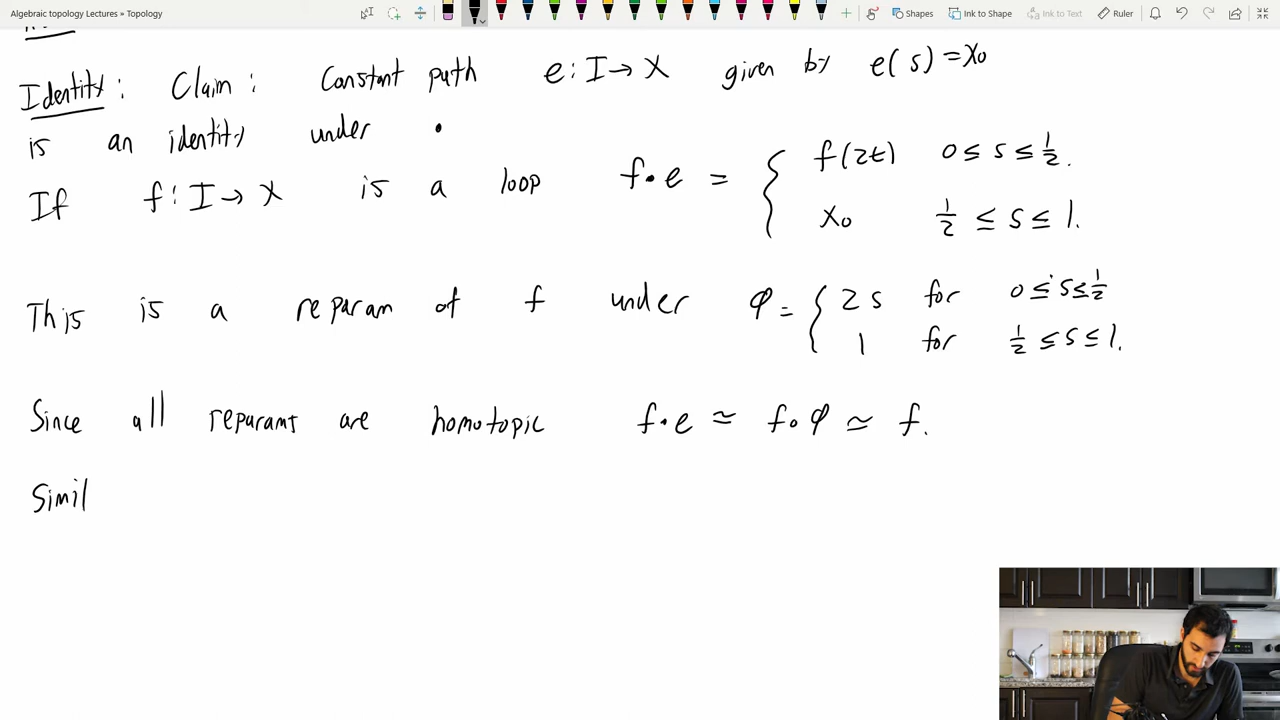 Algebraic topology Lectures » Topology
Shapes Ink to Shape Ink to Text Ruler
Identity: Claim: Constant path e: I → X given by e(s) = x₀
is an identity under •
If f: I → X is a loop f•e = { f(2t) 0 ≤ s ≤ 1/2.
x₀ 1/2 ≤ s ≤ 1.
This is a reparam of f under φ = { 2s for 0 ≤ s ≤ 1/2
1 for 1/2 ≤ s ≤ 1.
Since all reparams are homotopic f•e ≃ f∘φ ≃ f.
Simil